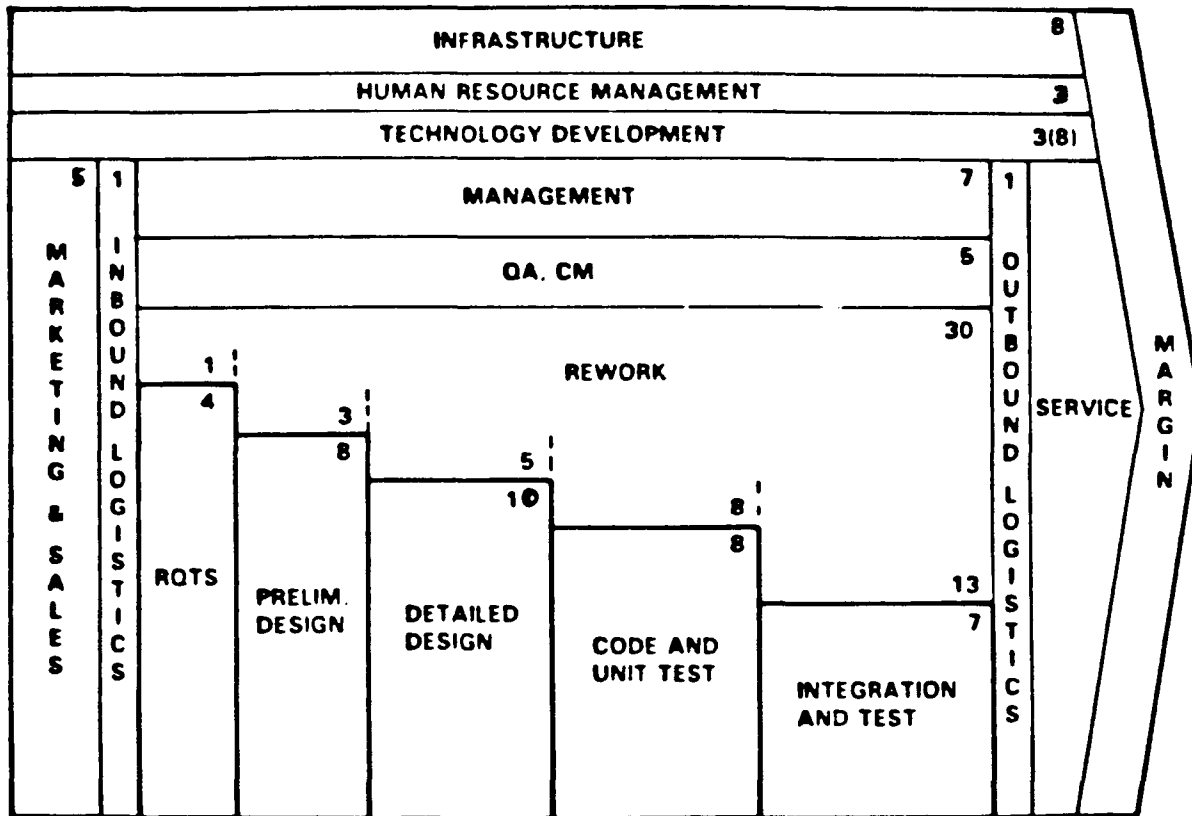 INFRASTRUCTURE 8
HUMAN RESOURCE MANAGEMENT 3
TECHNOLOGY DEVELOPMENT 3(8)
5
MARKETING & SALES
1
INBOUND LOGISTICS
MANAGEMENT 7
QA, CM 5
REWORK 30
1
4
RQTS
3
8
PRELIM.
DESIGN
5
10
DETAILED
DESIGN
8
8
CODE AND
UNIT TEST
13
7
INTEGRATION
AND TEST
1
OUTBOUND LOGISTICS
SERVICE
MARGIN